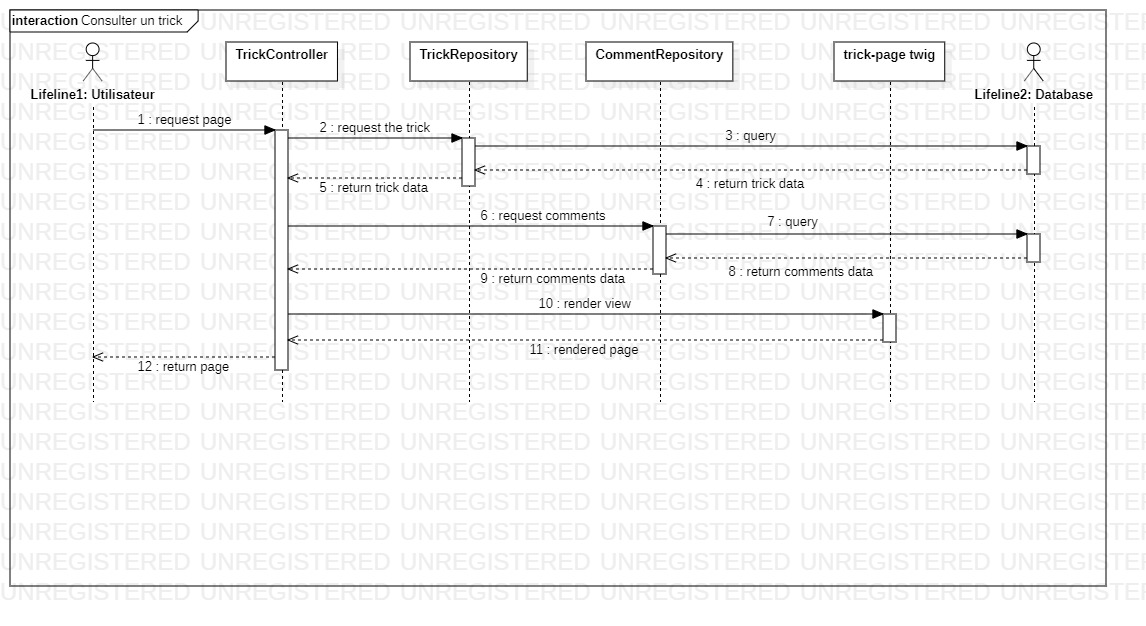 interaction Consulter un trick
TrickController
TrickRepository
CommentRepository
trick-page twig
Lifeline1: Utilisateur
Lifeline2: Database
1 : request page
2 : request the trick
3 : query
4 : return trick data
5 : return trick data
6 : request comments
7 : query
8 : return comments data
9 : return comments data
10 : render view
11 : rendered page
12 : return page
UNREGISTERED UNREGISTERED UNREGISTERED UNREGISTERED UNREGISTERED UNREGISTERED